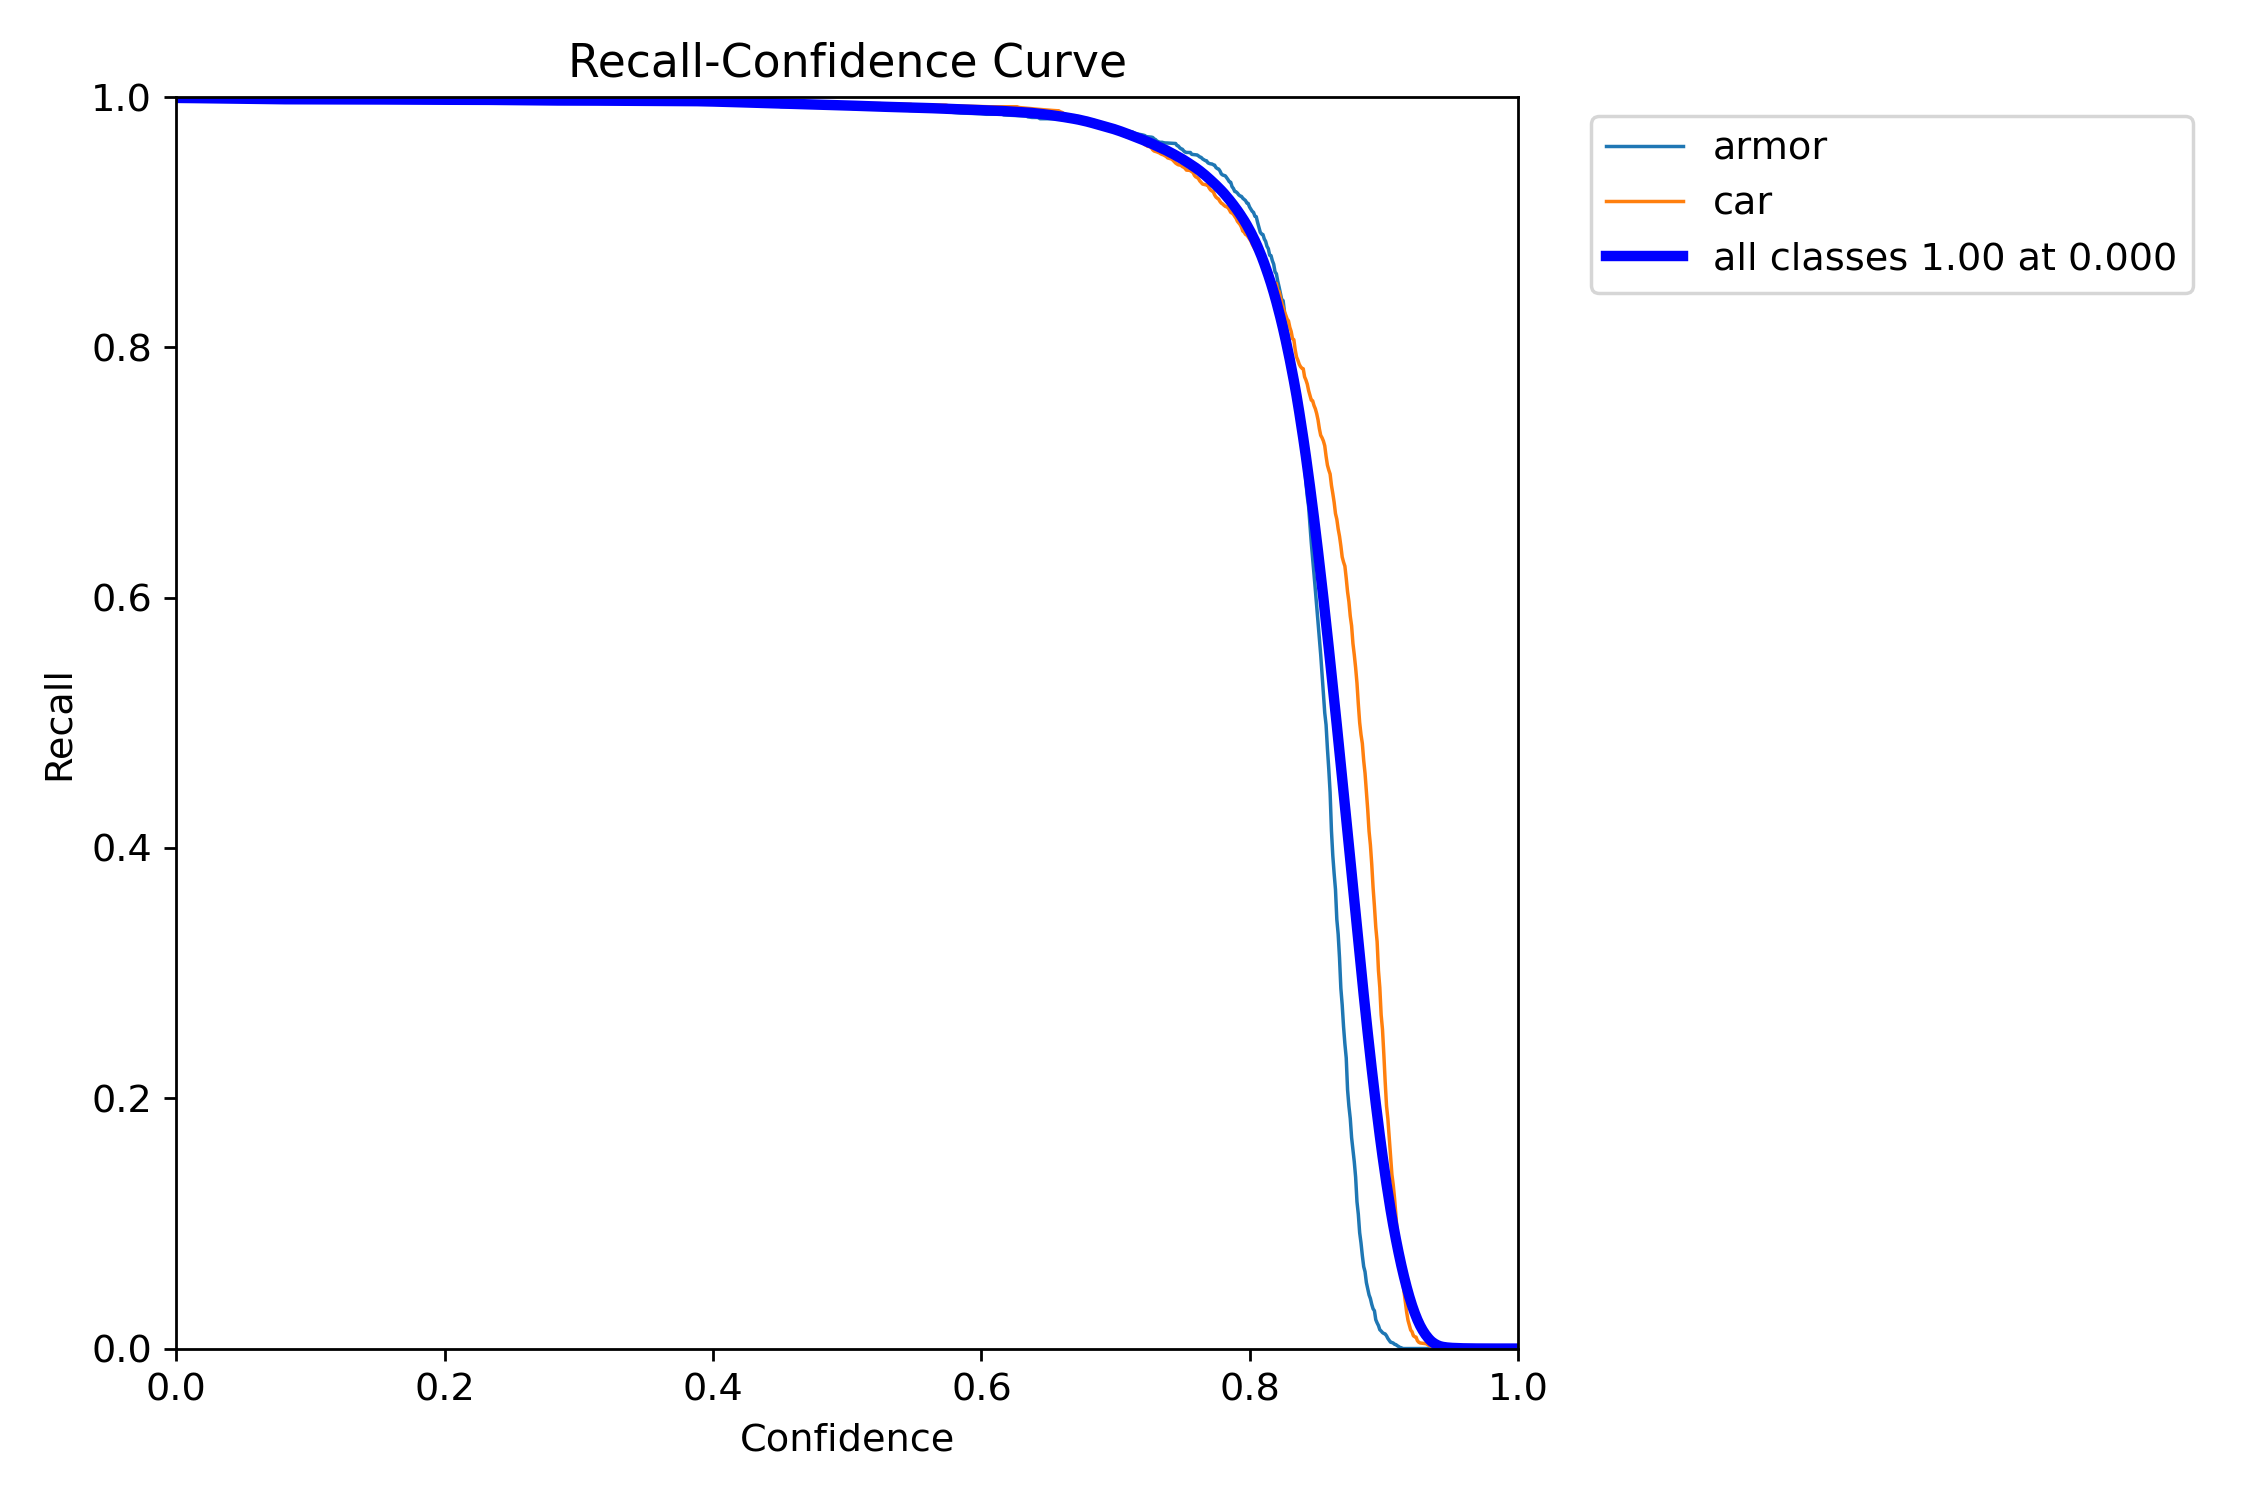 Recall-Confidence Curve
1.0
0.8
0.6
0.4
0.2
0.0
Recall
0.0 0.2 0.4 0.6 0.8 1.0
Confidence
armor
car
all classes 1.00 at 0.000